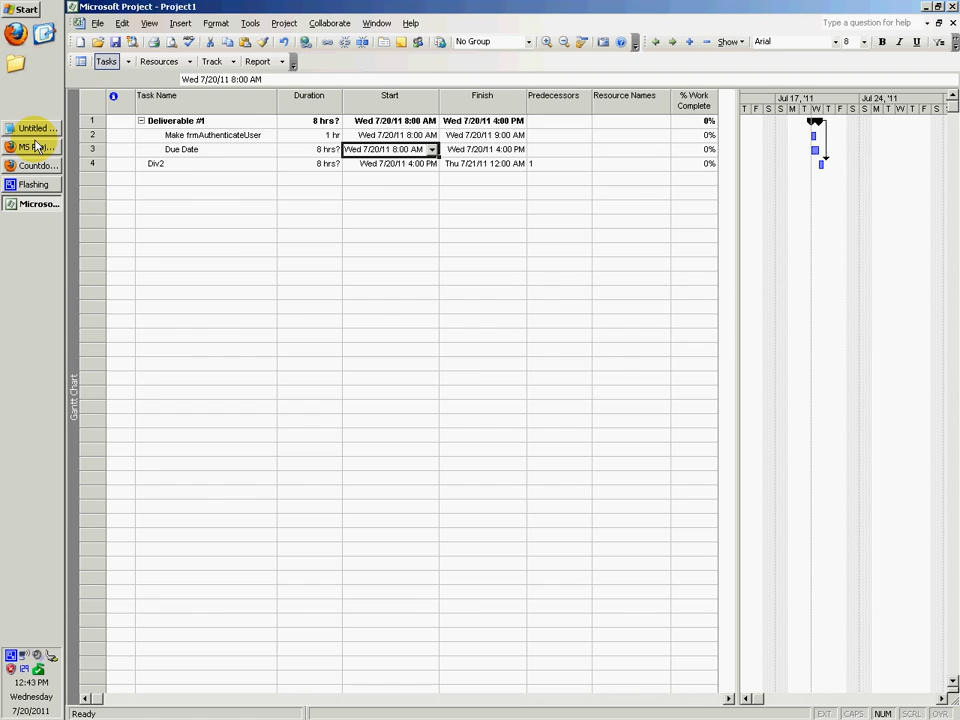 Start
Microsoft Project - Project1
File Edit View Insert Format Tools Project Collaborate Window Help
Type a question for help
No Group
Show
Arial
8
B I U
Tasks Resources Track Report
Wed 7/20/11 8:00 AM
Task Name Duration Start Finish Predecessors Resource Names % Work Complete
Jul 17, '11 Jul 24, '11
T F S S M T W T F S S M T W T F S
1 Deliverable #1 8 hrs? Wed 7/20/11 8:00 AM Wed 7/20/11 4:00 PM 0%
2 Make frmAuthenticateUser 1 hr Wed 7/20/11 8:00 AM Wed 7/20/11 9:00 AM 0%
3 Due Date 8 hrs? Wed 7/20/11 8:00 AM Wed 7/20/11 4:00 PM 0%
4 Div2 8 hrs? Wed 7/20/11 4:00 PM Thu 7/21/11 12:00 AM 1 0%
Untitled ...
Countdo...
Flashing
Microso...
Gantt Chart
12:43 PM
Wednesday
7/20/2011
Ready
EXT CAPS NUM SCRL OVR